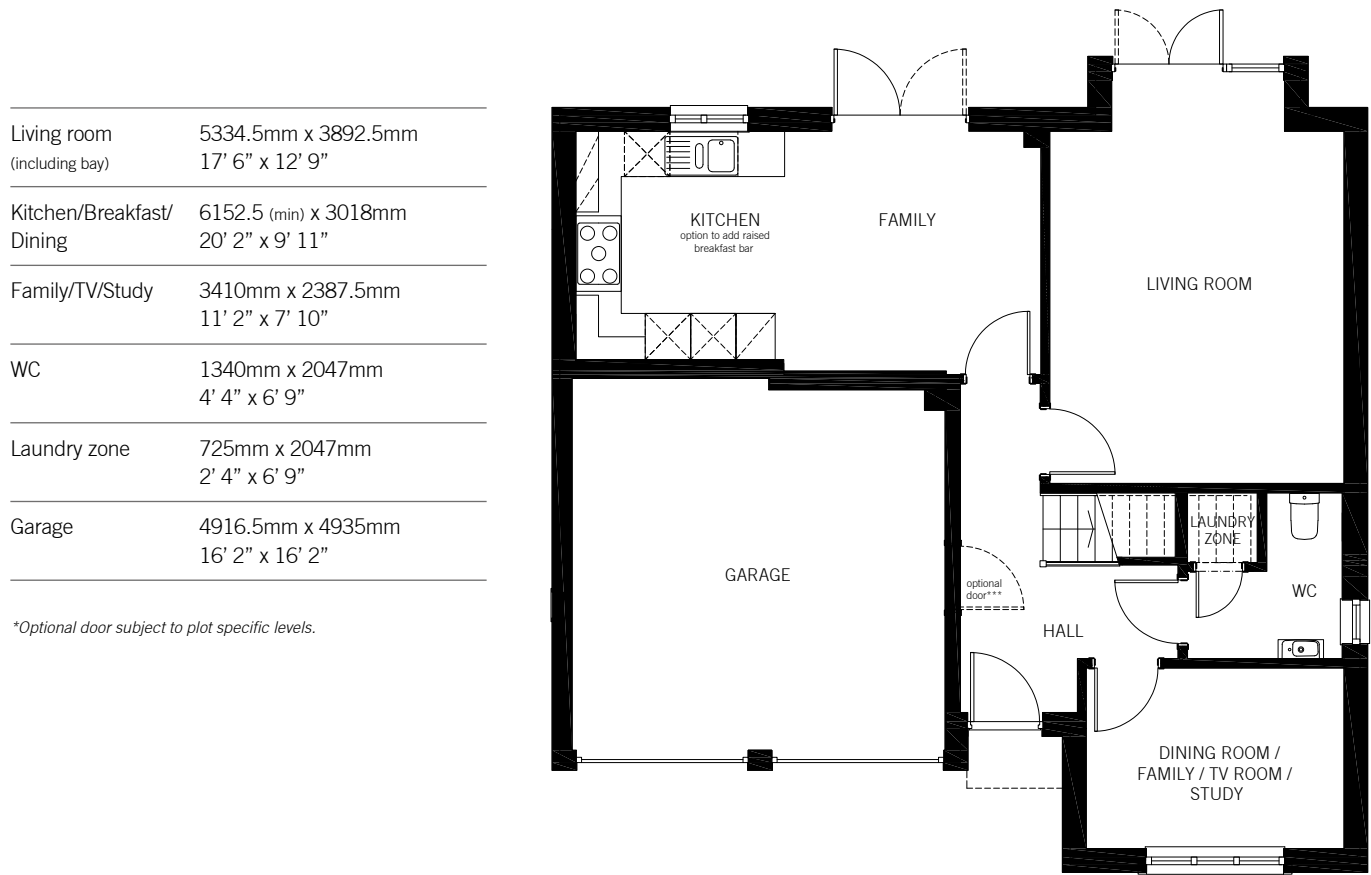 Living room 5334.5mm x 3892.5mm
(including bay) 17’ 6” x 12’ 9”
Kitchen/Breakfast/ 6152.5 (min) x 3018mm
Dining 20’ 2” x 9’ 11”
Family/TV/Study 3410mm x 2387.5mm
11’ 2” x 7’ 10”
WC 1340mm x 2047mm
4’ 4” x 6’ 9”
Laundry zone 725mm x 2047mm
2’ 4” x 6’ 9”
Garage 4916.5mm x 4935mm
16’ 2” x 16’ 2”
*Optional door subject to plot specific levels.
KITCHEN
option to add raised
breakfast bar
FAMILY
LIVING ROOM
LAUNDRY
ZONE
GARAGE
optional
door***
WC
HALL
DINING ROOM /
FAMILY / TV ROOM /
STUDY